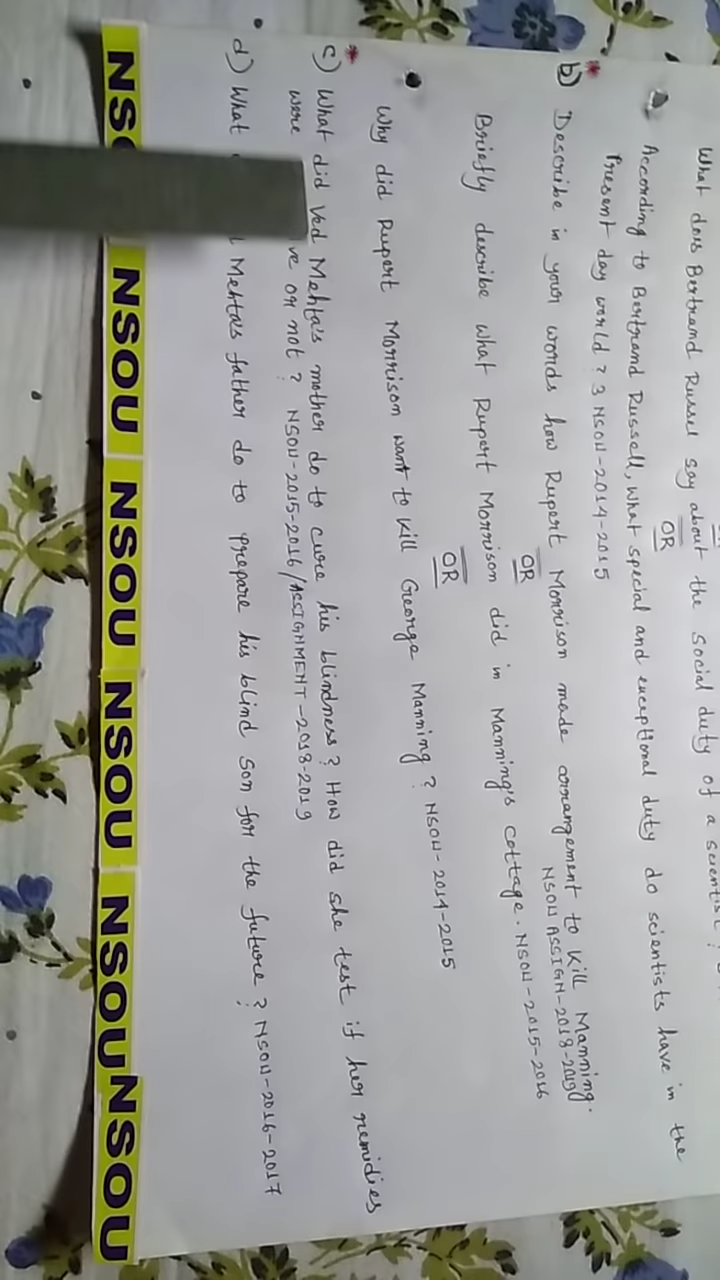 What does Bertrand Russel say about the social duty of a scientist ?
OR
According to Bertrand Russell, what special and exceptional duty do scientists have in the
Present day world ? 3 NSOU-2014-2015
b) Describe in your words how Rupert Morrison made arrangement to kill Manning.
NSOU ASSIGN-2018-2019
OR
Briefly describe what Rupert Morrison did in Manning's cottage. NSOU-2015-2016
OR
Why did Rupert Morrison want to kill George Manning ? NSOU-2014-2015
c) What did Ved Mehta's mother do to cure his blindness ? How did she test if her remidies
were ve or not ? NSOU-2015-2016/ASSIGNMENT-2018-2019
d) What Mehta's father do to prepare his blind son for the future ? NSOU-2016-2017
NSO NSOU NSOU NSOU NSOU NSOU